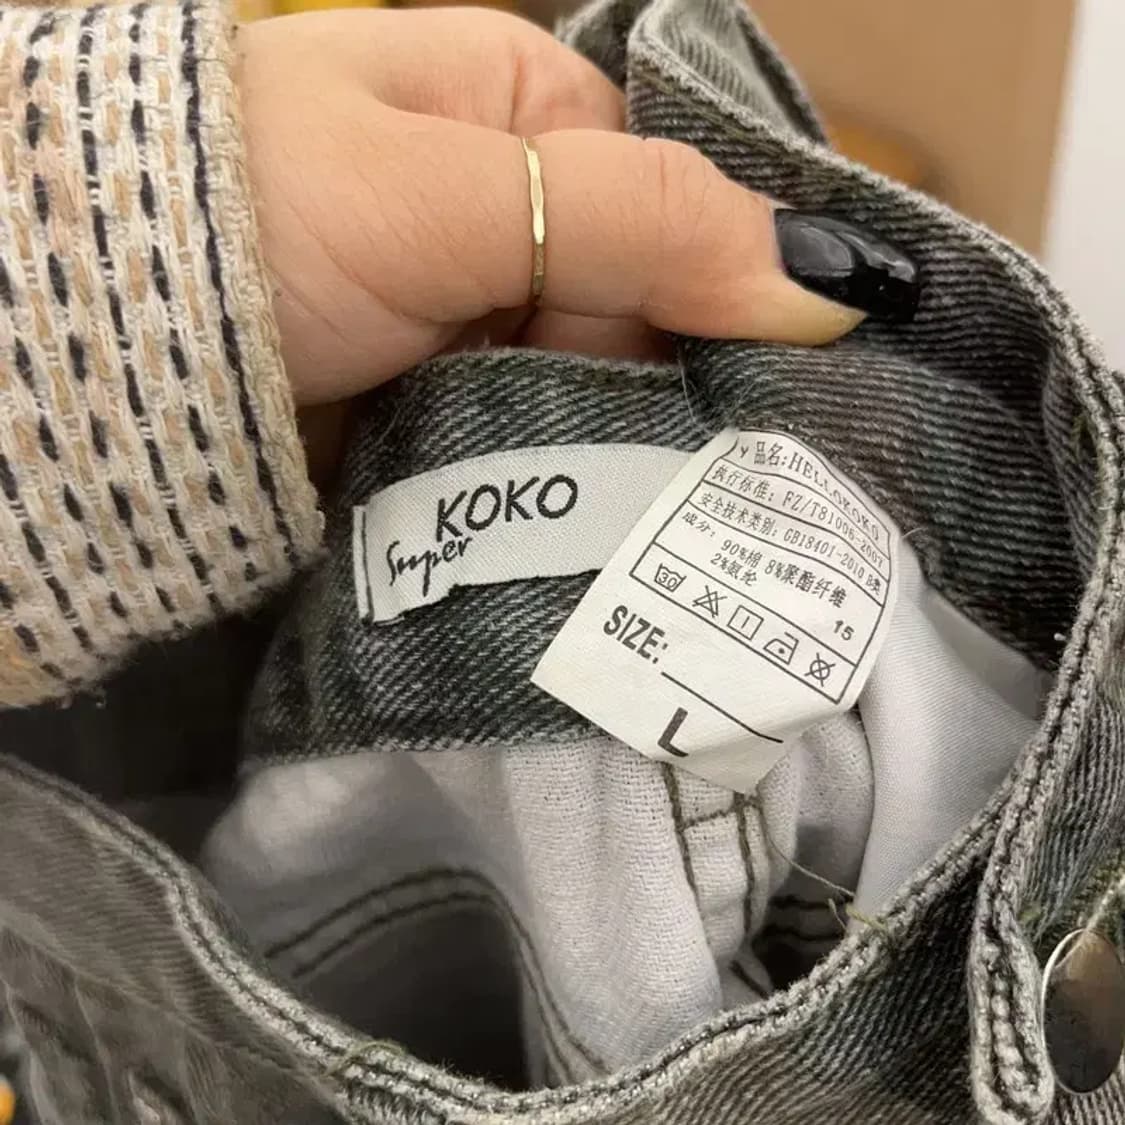 KOKO
Super
品名:HELLOKOKO
执行标准: FZ/T81006-2007
安全技术类别: GB18401-2010 B类
成分: 90%棉 8%聚酯纤维
2%氨纶
15
30
SIZE:
L